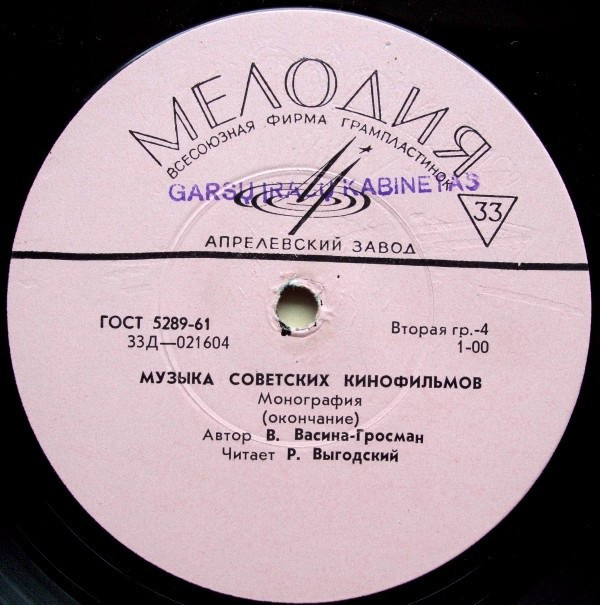 МЕЛОДИЯ
ВСЕСОЮЗНАЯ ФИРМА ГРАМПЛАСТИНОК
GARSŲ ĮRAŠŲ KABINETAS
33
АПРЕЛЕВСКИЙ ЗАВОД
ГОСТ 5289-61
33Д—021604
Вторая гр.-4
1-00
МУЗЫКА СОВЕТСКИХ КИНОФИЛЬМОВ
Монография
(окончание)
Автор В. Васина-Гросман
Читает Р. Выгодский